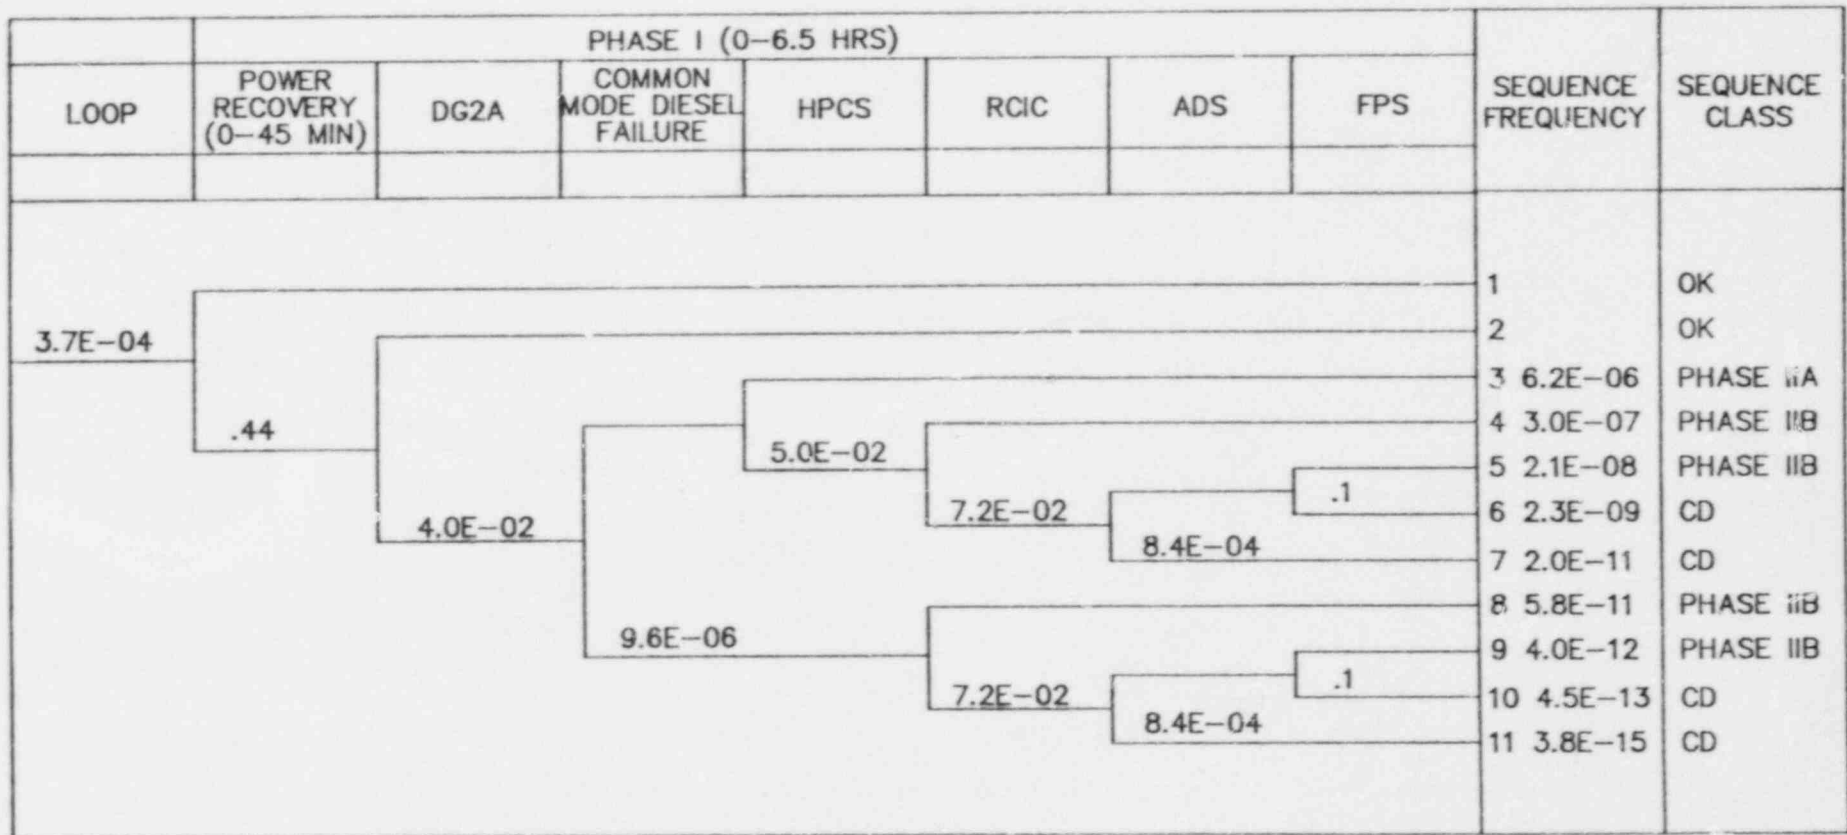 PHASE I (0-6.5 HRS)
LOOP
POWER
RECOVERY
(0-45 MIN)
DG2A
COMMON
MODE DIESEL
FAILURE
HPCS
RCIC
ADS
FPS
SEQUENCE
FREQUENCY
SEQUENCE
CLASS
1 OK
3.7E-04
2 OK
3 6.2E-06 PHASE IIA
.44
4 3.0E-07 PHASE IIB
5.0E-02
5 2.1E-08 PHASE IIB
.1
7.2E-02
6 2.3E-09 CD
4.0E-02
8.4E-04
7 2.0E-11 CD
8 5.8E-11 PHASE IIB
9.6E-06
9 4.0E-12 PHASE IIB
.1
7.2E-02
10 4.5E-13 CD
8.4E-04
11 3.8E-15 CD